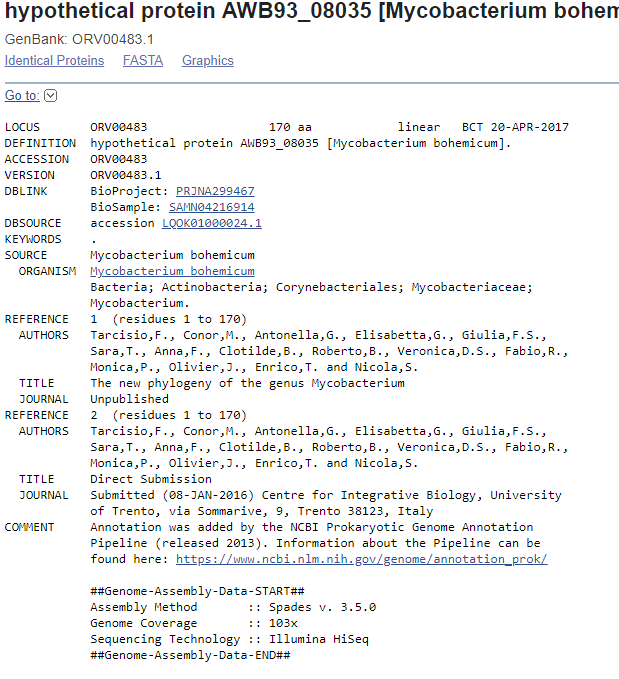 hypothetical protein AWB93_08035 [Mycobacterium bohem
GenBank: ORV00483.1
Identical Proteins FASTA Graphics
Go to:
LOCUS ORV00483 170 aa linear BCT 20-APR-2017
DEFINITION hypothetical protein AWB93_08035 [Mycobacterium bohemicum].
ACCESSION ORV00483
VERSION ORV00483.1
DBLINK BioProject: PRJNA299467
BioSample: SAMN04216914
DBSOURCE accession LQOK01000024.1
KEYWORDS .
SOURCE Mycobacterium bohemicum
ORGANISM Mycobacterium bohemicum
Bacteria; Actinobacteria; Corynebacteriales; Mycobacteriaceae;
Mycobacterium.
REFERENCE 1 (residues 1 to 170)
AUTHORS Tarcisio,F., Conor,M., Antonella,G., Elisabetta,G., Giulia,F.S.,
Sara,T., Anna,F., Clotilde,B., Roberto,B., Veronica,D.S., Fabio,R.,
Monica,P., Olivier,J., Enrico,T. and Nicola,S.
TITLE The new phylogeny of the genus Mycobacterium
JOURNAL Unpublished
REFERENCE 2 (residues 1 to 170)
AUTHORS Tarcisio,F., Conor,M., Antonella,G., Elisabetta,G., Giulia,F.S.,
Sara,T., Anna,F., Clotilde,B., Roberto,B., Veronica,D.S., Fabio,R.,
Monica,P., Olivier,J., Enrico,T. and Nicola,S.
TITLE Direct Submission
JOURNAL Submitted (08-JAN-2016) Centre for Integrative Biology, University
of Trento, via Sommarive, 9, Trento 38123, Italy
COMMENT Annotation was added by the NCBI Prokaryotic Genome Annotation
Pipeline (released 2013). Information about the Pipeline can be
found here: https://www.ncbi.nlm.nih.gov/genome/annotation_prok/
##Genome-Assembly-Data-START##
Assembly Method :: Spades v. 3.5.0
Genome Coverage :: 103x
Sequencing Technology :: Illumina HiSeq
##Genome-Assembly-Data-END##